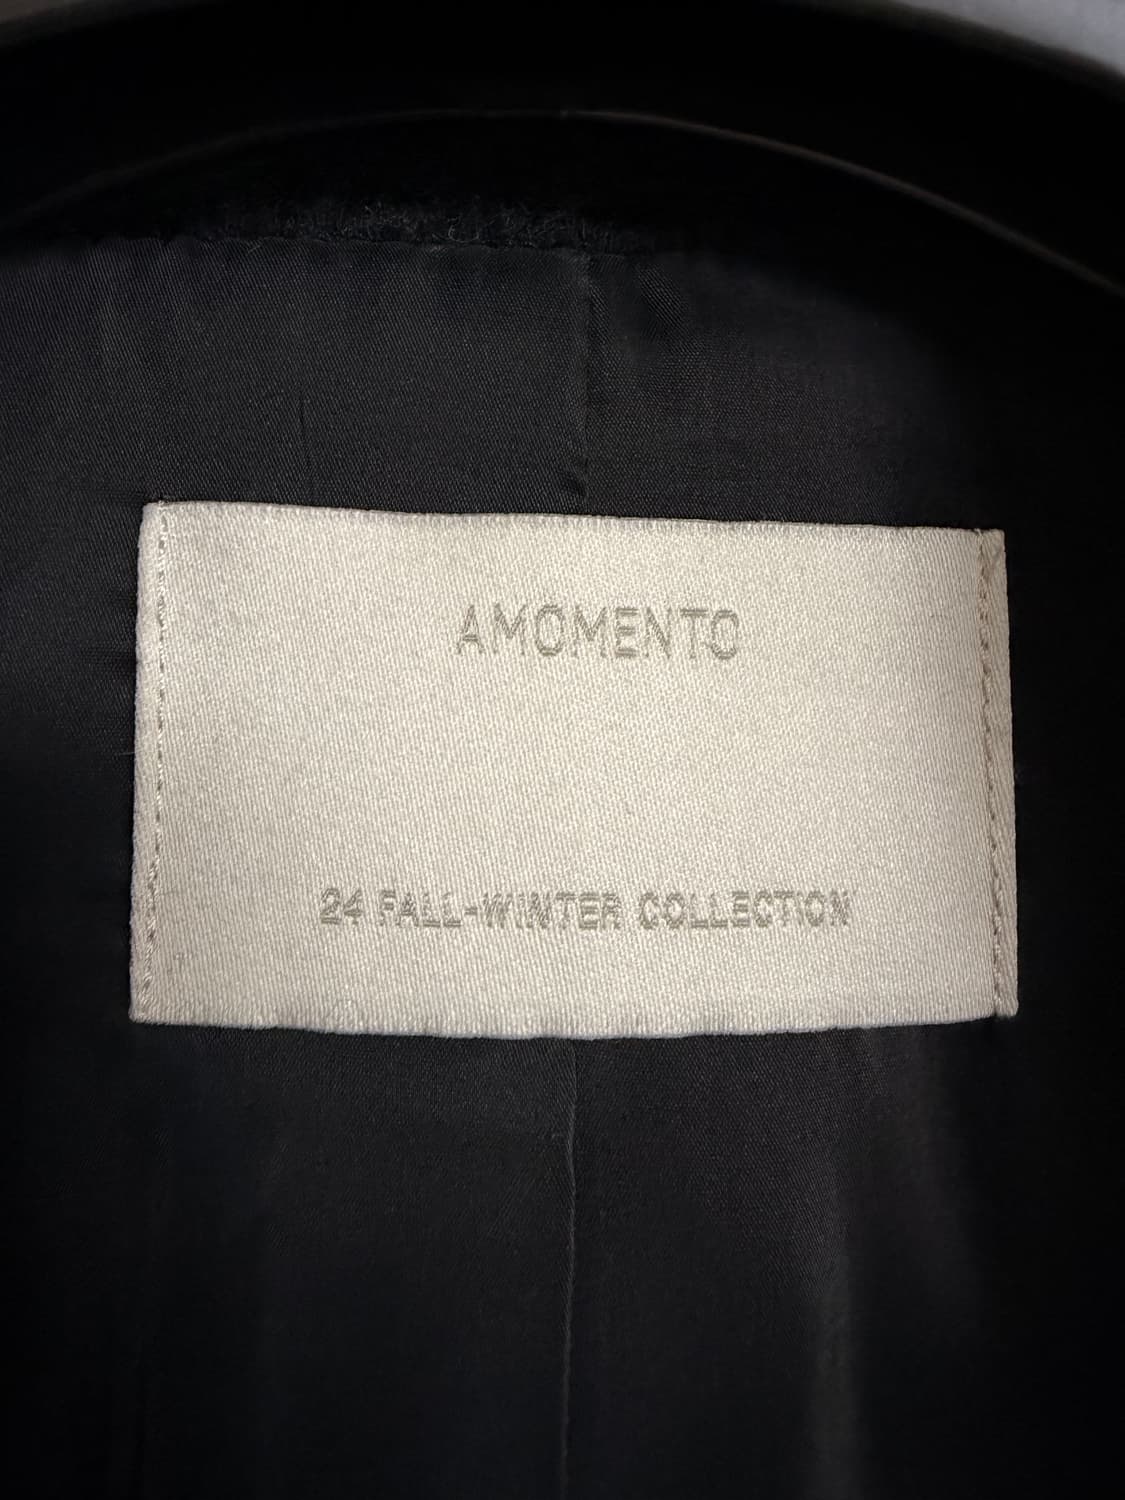 AMOMENTO
24 FALL-WINTER COLLECTION